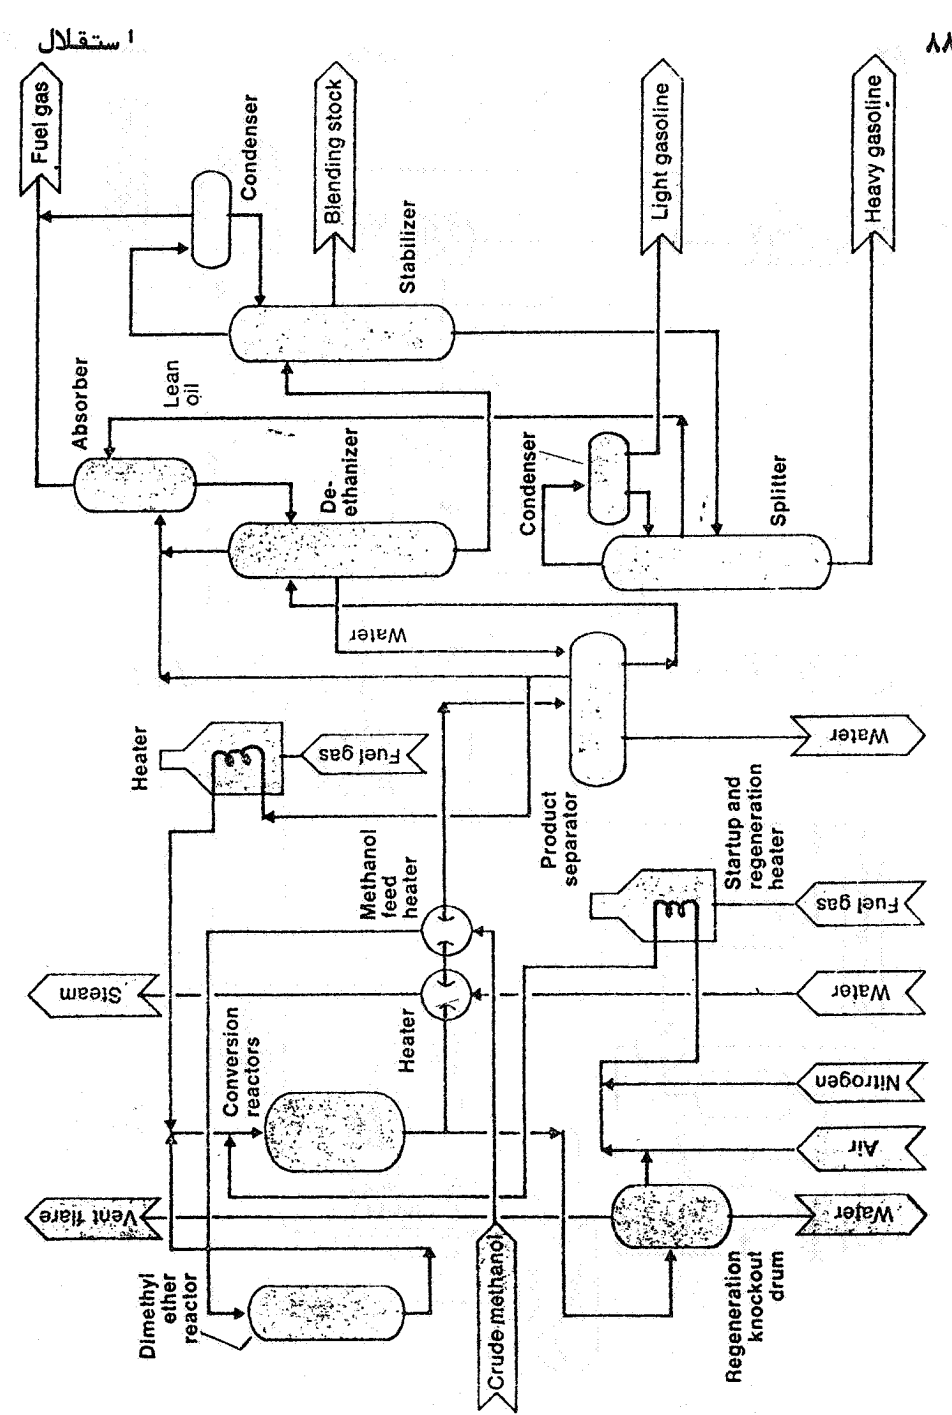 استقلال
٨٨
Fuel gas
Condenser
Blending stock
Stabilizer
Light gasoline
Heavy gasoline
Absorber
Lean
oil
De-
ethanizer
Condenser
Splitter
Water
Heater
Fuel gas
Product
separator
Water
Methanol
feed
heater
Startup and
regeneration
heater
Fuel gas
Steam
Heater
Water
Conversion
reactors
Nitrogen
Air
Vent flare
Water
Dimethyl
ether
reactor
Crude methanol
Regeneration
knockout
drum